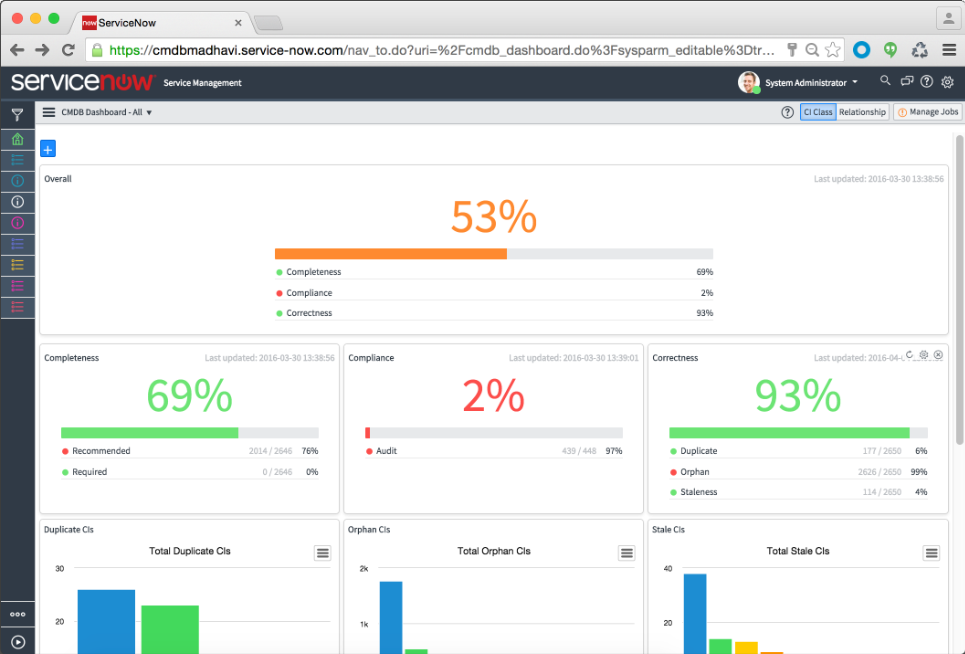 now ServiceNow
https://cmdbmadhavi.service-now.com/nav_to.do?uri=%2Fcmdb_dashboard.do%3Fsysparm_editable%3Dtr...
servicenow Service Management
System Administrator
CMDB Dashboard - All
CI Class Relationship Manage Jobs
+
Overall Last updated: 2016-03-30 13:38:56
53%
Completeness 69%
Compliance 2%
Correctness 93%
Completeness Last updated: 2016-03-30 13:38:56
69%
Recommended 2014 / 2646 76%
Required 0 / 2646 0%
Compliance Last updated: 2016-03-30 13:39:01
2%
Audit 439 / 448 97%
Correctness Last updated: 2016-04-
93%
Duplicate 177 / 2650 6%
Orphan 2626 / 2650 99%
Staleness 114 / 2650 4%
Duplicate CIs
Total Duplicate CIs
30
20
Orphan CIs
Total Orphan CIs
2k
1k
Stale CIs
Total Stale CIs
40
20